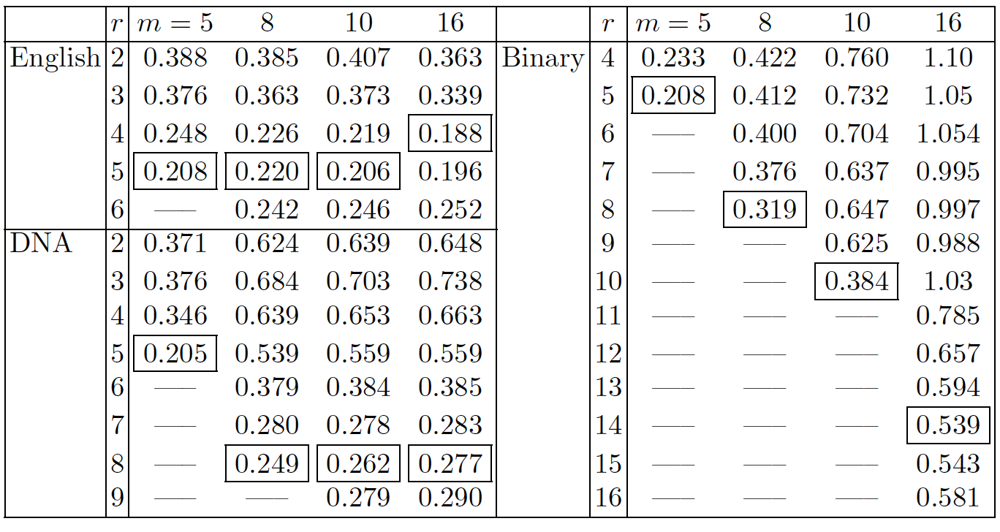 r m = 5 8 10 16 r m = 5 8 10 16
English 2 0.388 0.385 0.407 0.363 Binary 4 0.233 0.422 0.760 1.10
3 0.376 0.363 0.373 0.339 5 0.208 0.412 0.732 1.05
4 0.248 0.226 0.219 0.188 6 — 0.400 0.704 1.054
5 0.208 0.220 0.206 0.196 7 — 0.376 0.637 0.995
6 — 0.242 0.246 0.252 8 — 0.319 0.647 0.997
DNA 2 0.371 0.624 0.639 0.648 9 — — 0.625 0.988
3 0.376 0.684 0.703 0.738 10 — — 0.384 1.03
4 0.346 0.639 0.653 0.663 11 — — — 0.785
5 0.205 0.539 0.559 0.559 12 — — — 0.657
6 — 0.379 0.384 0.385 13 — — — 0.594
7 — 0.280 0.278 0.283 14 — — — 0.539
8 — 0.249 0.262 0.277 15 — — — 0.543
9 — — 0.279 0.290 16 — — — 0.581